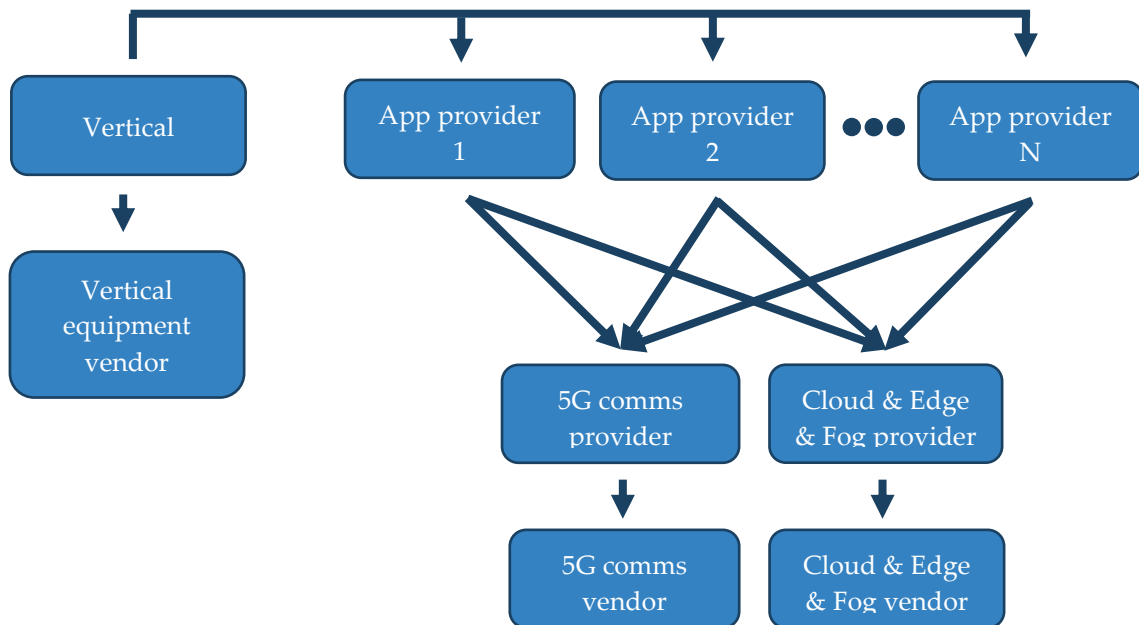 Vertical
App provider
1
App provider
2
App provider
N
Vertical
equipment
vendor
5G comms
provider
Cloud & Edge
& Fog provider
5G comms
vendor
Cloud & Edge
& Fog vendor